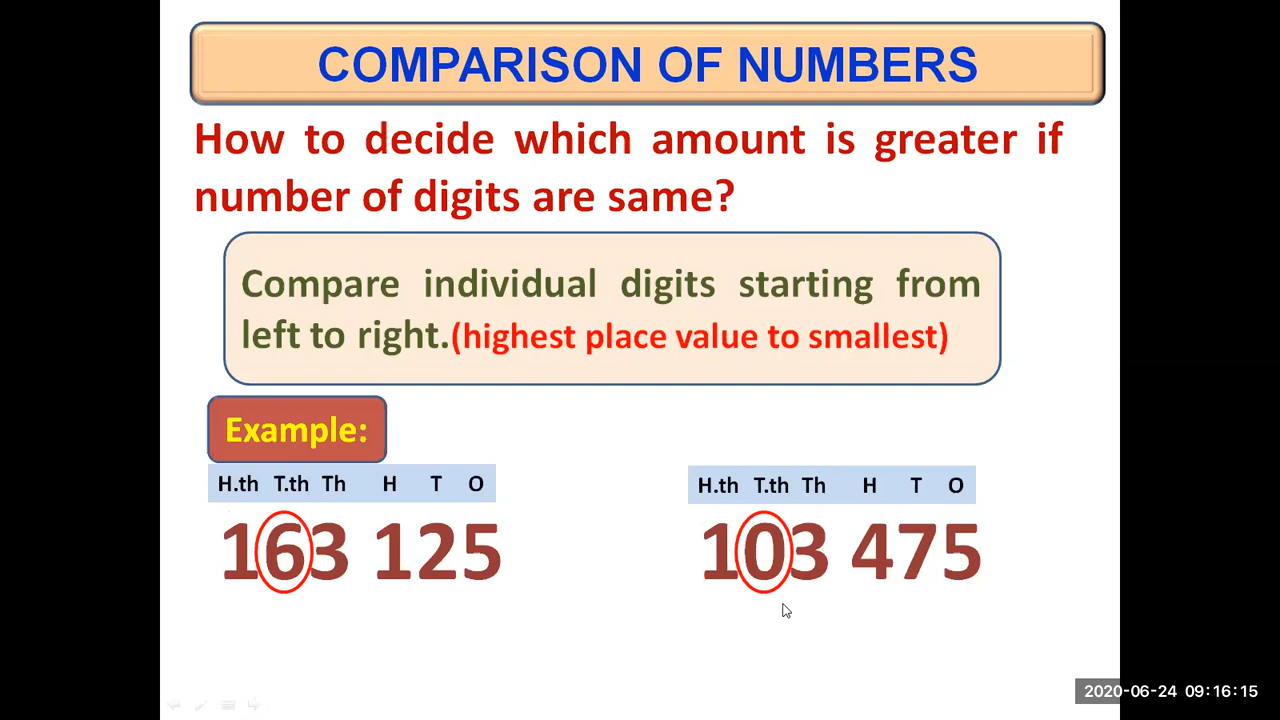 COMPARISON OF NUMBERS
How to decide which amount is greater if
number of digits are same?
Compare individual digits starting from
left to right.(highest place value to smallest)
Example:
H.th T.th Th H T O
163 125
H.th T.th Th H T O
103 475
2020-06-24 09:16:15